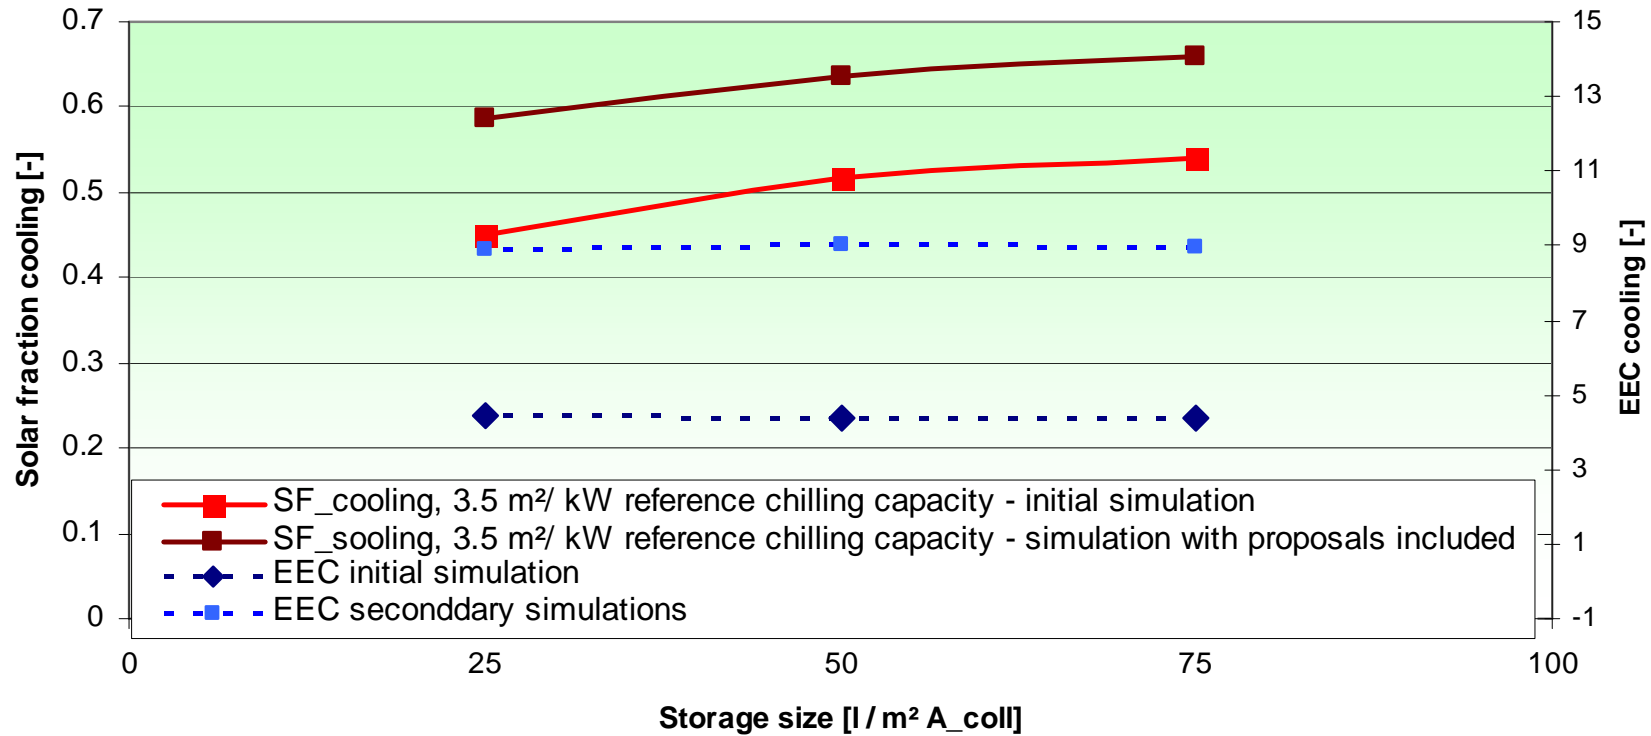 0.7
0.6
0.5
0.4
0.3
0.2
0.1
0
Solar fraction cooling [-]
15
13
11
9
7
5
3
1
-1
EEC cooling [-]
SF_cooling, 3.5 m²/ kW reference chilling capacity - initial simulation
SF_sooling, 3.5 m²/ kW reference chilling capacity - simulation with proposals included
EEC initial simulation
EEC seconddary simulations
0 25 50 75 100
Storage size [l / m² A_coll]